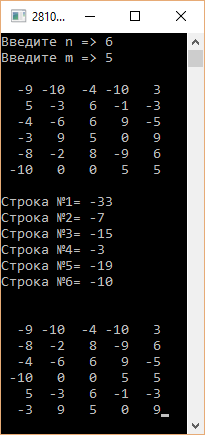 2810...
Введите n => 6
Введите m => 5
-9 -10 -4 -10 3
5 -3 6 -1 -3
-4 -6 6 9 -5
-3 9 5 0 9
-8 -2 8 -9 6
-10 0 0 5 5
Строка №1= -33
Строка №2= -7
Строка №3= -15
Строка №4= -3
Строка №5= -19
Строка №6= -10
-9 -10 -4 -10 3
-8 -2 8 -9 6
-4 -6 6 9 -5
-10 0 0 5 5
5 -3 6 -1 -3
-3 9 5 0 9